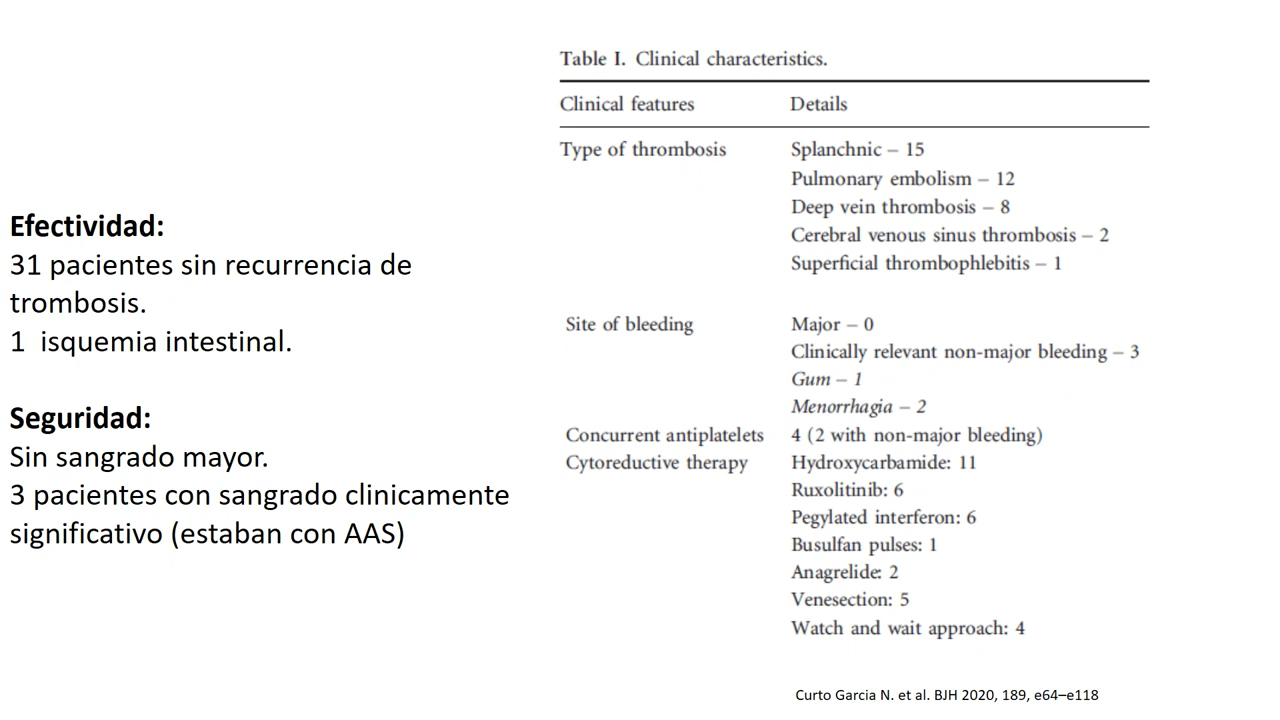 Efectividad:
31 pacientes sin recurrencia de
trombosis.
1 isquemia intestinal.
Seguridad:
Sin sangrado mayor.
3 pacientes con sangrado clinicamente
significativo (estaban con AAS)
Table I. Clinical characteristics.
Clinical features Details
Type of thrombosis Splanchnic – 15
Pulmonary embolism – 12
Deep vein thrombosis – 8
Cerebral venous sinus thrombosis – 2
Superficial thrombophlebitis – 1
Site of bleeding Major – 0
Clinically relevant non-major bleeding – 3
Gum – 1
Menorrhagia – 2
Concurrent antiplatelets 4 (2 with non-major bleeding)
Cytoreductive therapy Hydroxycarbamide: 11
Ruxolitinib: 6
Pegylated interferon: 6
Busulfan pulses: 1
Anagrelide: 2
Venesection: 5
Watch and wait approach: 4
Curto Garcia N. et al. BJH 2020, 189, e64–e118